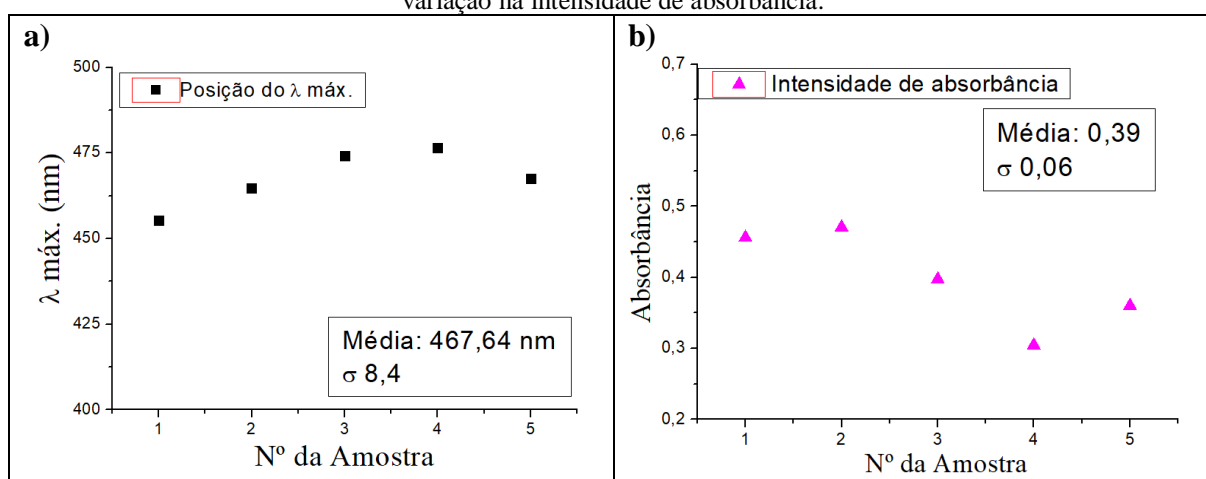 variação na intensidade de absorbância.
a)
500
475
450
425
400
λ máx. (nm)
Posição do λ máx.
Média: 467,64 nm
σ 8,4
1 2 3 4 5
Nº da Amostra
b)
0,7
0,6
0,5
0,4
0,3
0,2
Absorbância
Intensidade de absorbância
Média: 0,39
σ 0,06
1 2 3 4 5
Nº da Amostra